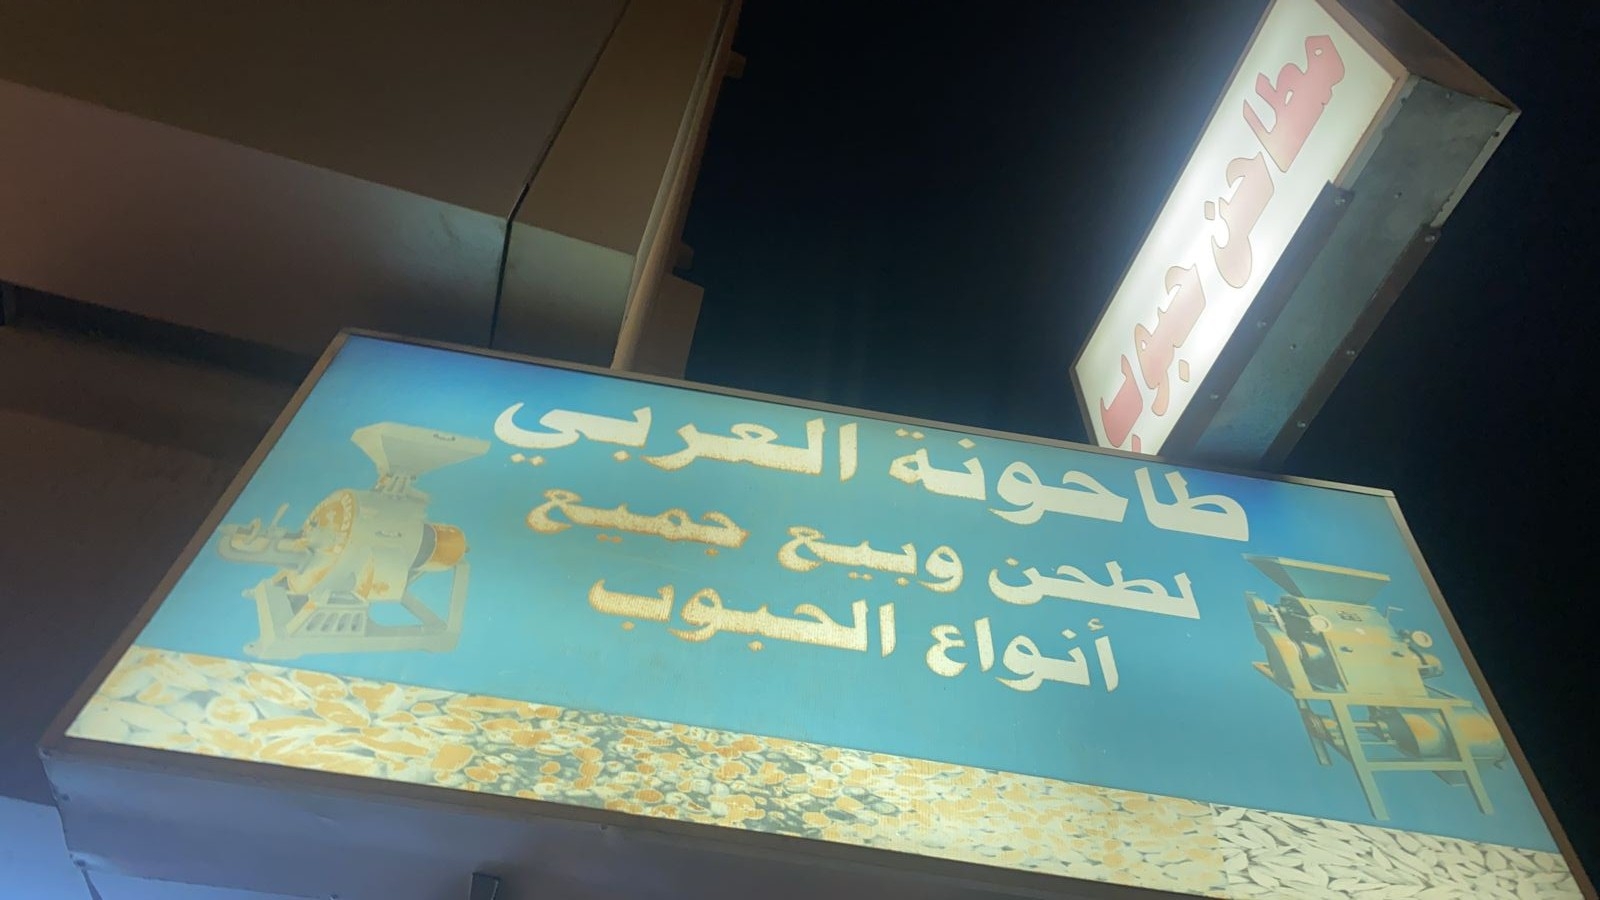 مطاحن حبوب
طاحونة العربي
لطحن وبيع جميع
أنواع الحبوب